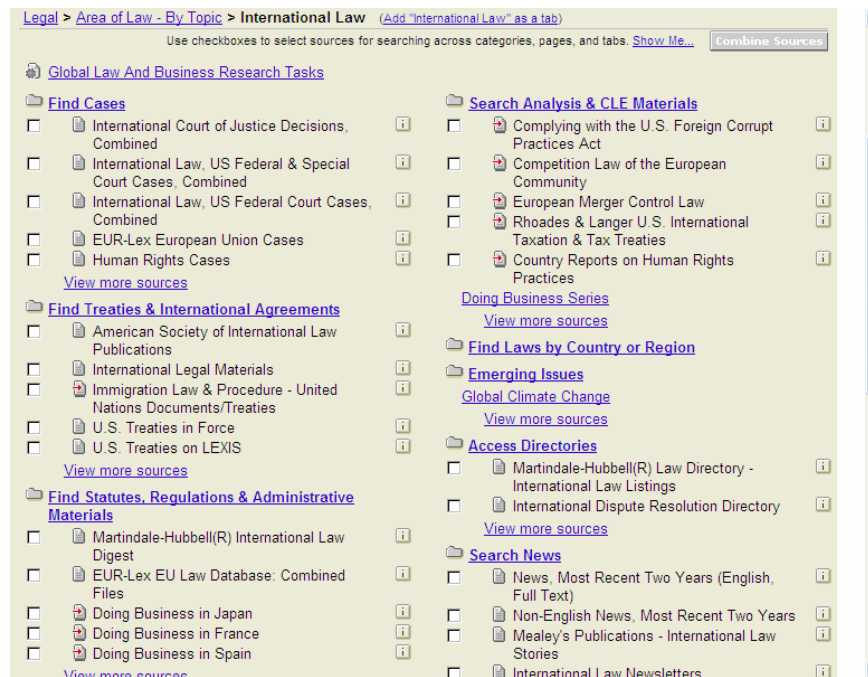 Legal > Area of Law - By Topic > International Law (Add "International Law" as a tab)
Use checkboxes to select sources for searching across categories, pages, and tabs. Show Me... Combine Sources
Global Law And Business Research Tasks
Find Cases
International Court of Justice Decisions,
Combined
International Law, US Federal & Special
Court Cases, Combined
International Law, US Federal Court Cases,
Combined
EUR-Lex European Union Cases
Human Rights Cases
View more sources
Find Treaties & International Agreements
American Society of International Law
Publications
International Legal Materials
Immigration Law & Procedure - United
Nations Documents/Treaties
U.S. Treaties in Force
U.S. Treaties on LEXIS
View more sources
Find Statutes, Regulations & Administrative
Materials
Martindale-Hubbell(R) International Law
Digest
EUR-Lex EU Law Database: Combined
Files
Doing Business in Japan
Doing Business in France
Doing Business in Spain
View more sources
Search Analysis & CLE Materials
Complying with the U.S. Foreign Corrupt
Practices Act
Competition Law of the European
Community
European Merger Control Law
Rhoades & Langer U.S. International
Taxation & Tax Treaties
Country Reports on Human Rights
Practices
Doing Business Series
View more sources
Find Laws by Country or Region
Emerging Issues
Global Climate Change
View more sources
Access Directories
Martindale-Hubbell(R) Law Directory -
International Law Listings
International Dispute Resolution Directory
View more sources
Search News
News, Most Recent Two Years (English,
Full Text)
Non-English News, Most Recent Two Years
Mealey's Publications - International Law
Stories
International Law Newsletters